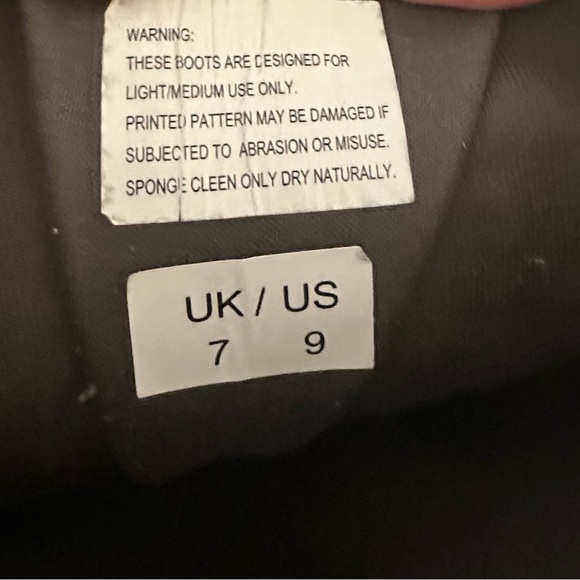 WARNING:
THESE BOOTS ARE DESIGNED FOR
LIGHT/MEDIUM USE ONLY.
PRINTED PATTERN MAY BE DAMAGED IF
SUBJECTED TO ABRASION OR MISUSE.
SPONGE CLEEN ONLY DRY NATURALLY.
UK / US
7 9